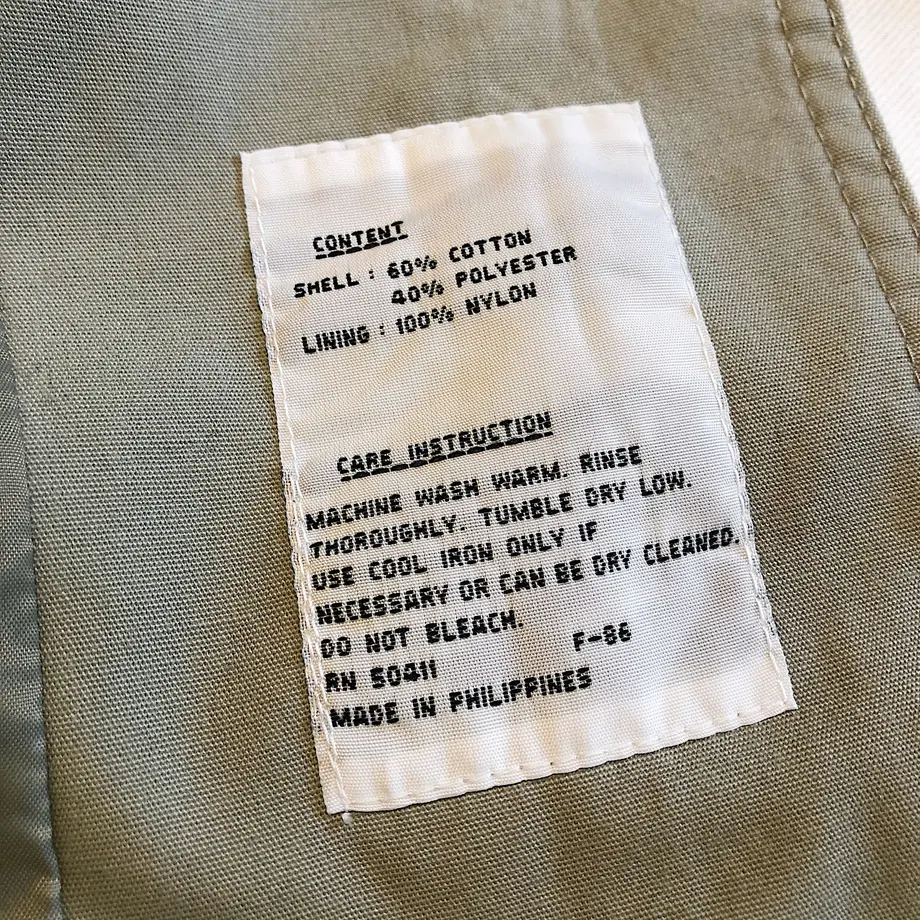 CONTENT
SHELL : 60% COTTON
40% POLYESTER
LINING : 100% NYLON
CARE INSTRUCTION
MACHINE WASH WARM. RINSE
THOROUGHLY. TUMBLE DRY LOW.
USE COOL IRON ONLY IF
NECESSARY OR CAN BE DRY CLEANED.
DO NOT BLEACH.
F-86
RN 50411
MADE IN PHILIPPINES